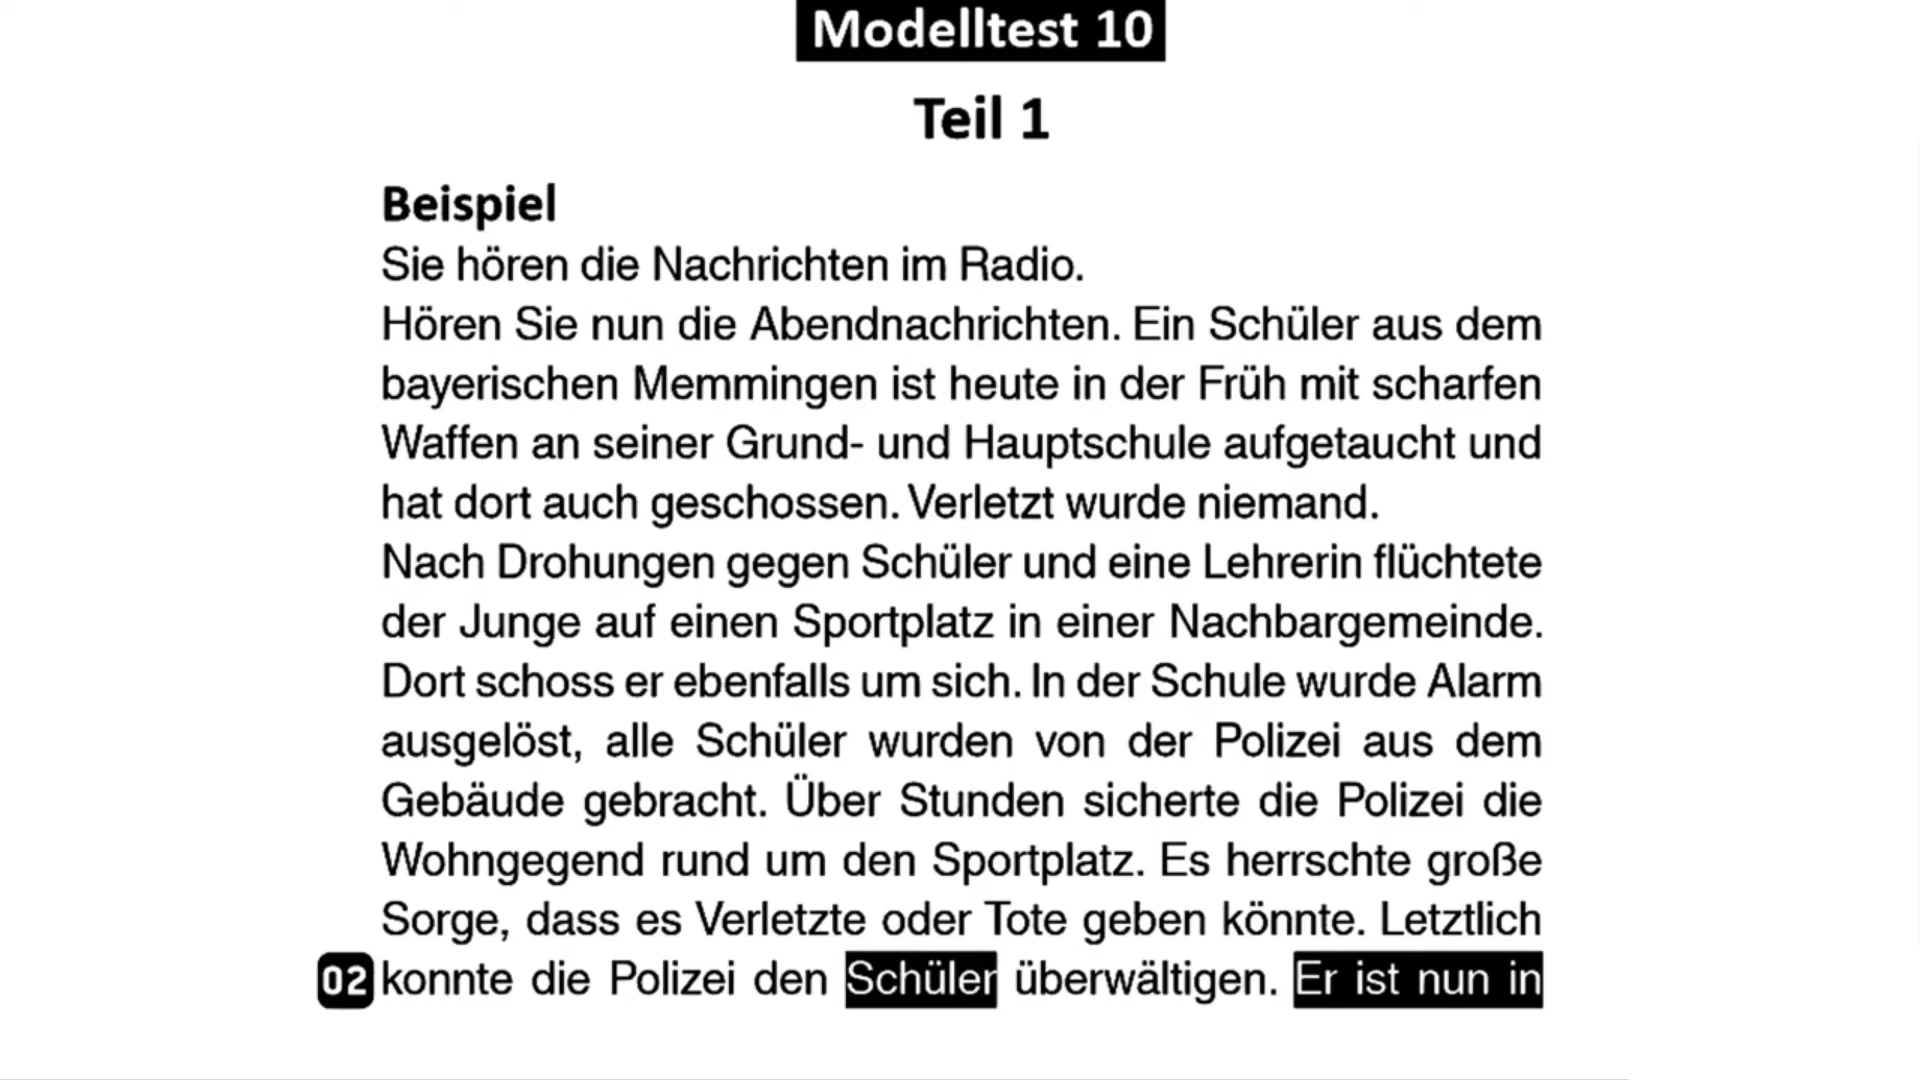 Modelltest 10
Teil 1
Beispiel
Sie hören die Nachrichten im Radio.
Hören Sie nun die Abendnachrichten. Ein Schüler aus dem
bayerischen Memmingen ist heute in der Früh mit scharfen
Waffen an seiner Grund- und Hauptschule aufgetaucht und
hat dort auch geschossen. Verletzt wurde niemand.
Nach Drohungen gegen Schüler und eine Lehrerin flüchtete
der Junge auf einen Sportplatz in einer Nachbargemeinde.
Dort schoss er ebenfalls um sich. In der Schule wurde Alarm
ausgelöst, alle Schüler wurden von der Polizei aus dem
Gebäude gebracht. Über Stunden sicherte die Polizei die
Wohngegend rund um den Sportplatz. Es herrschte große
Sorge, dass es Verletzte oder Tote geben könnte. Letztlich
02 konnte die Polizei den Schüler überwältigen. Er ist nun in